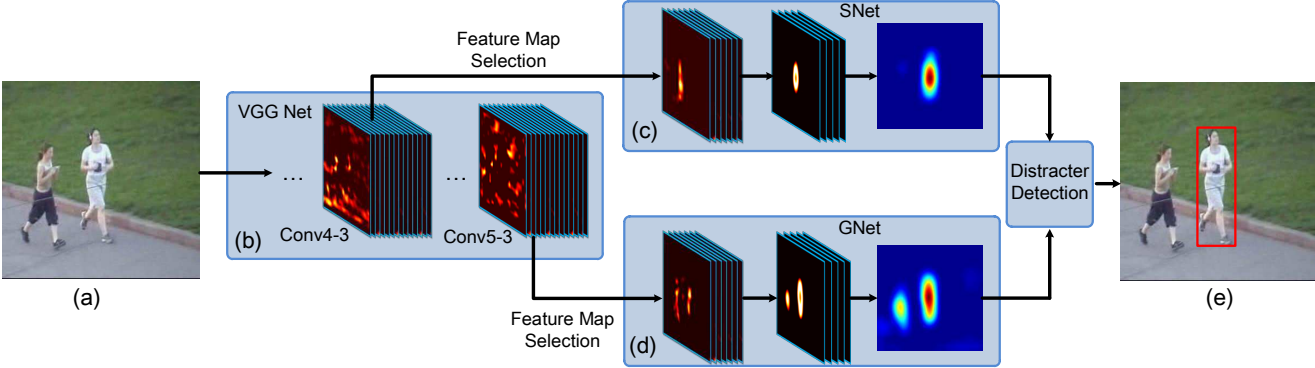 (a)
VGG Net
...
...
Conv4-3
Conv5-3
(b)
Feature Map
Selection
SNet
(c)
Feature Map
Selection
GNet
(d)
Distracter
Detection
(e)